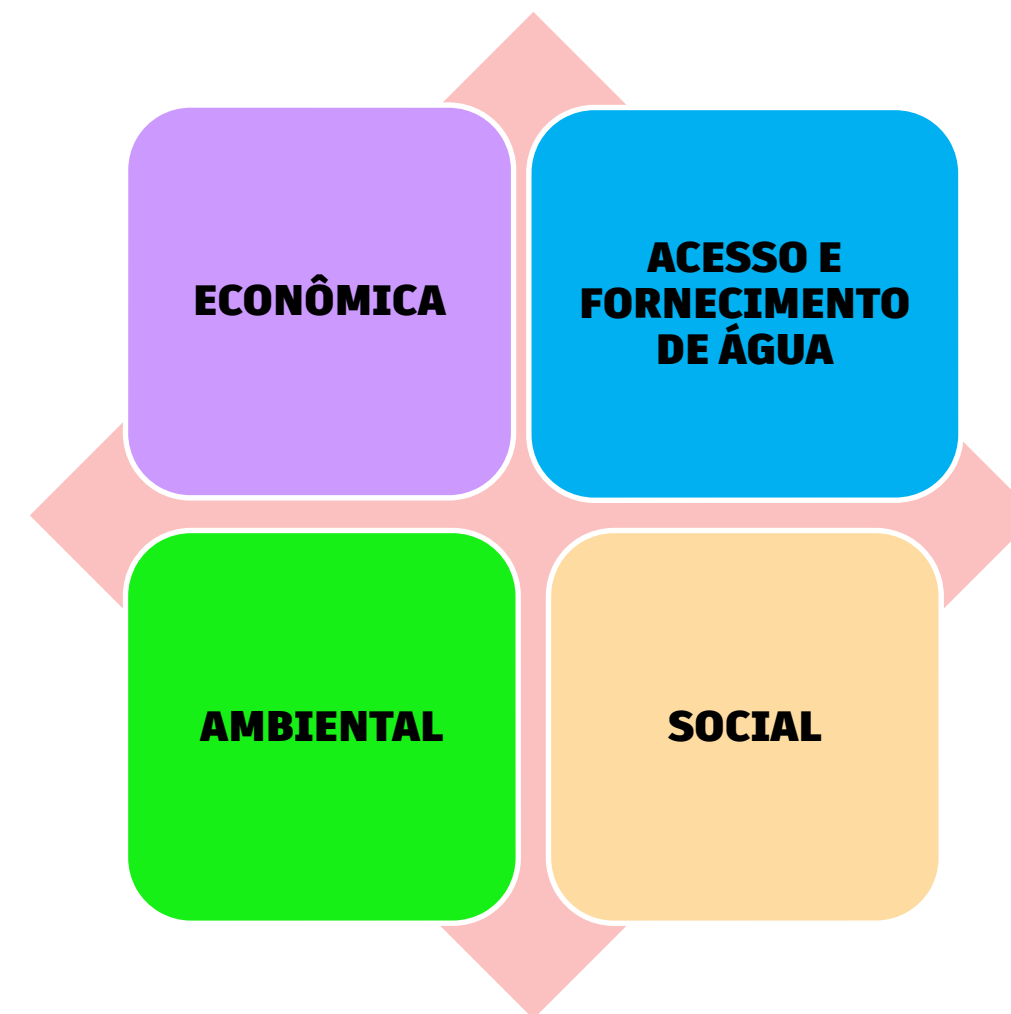 ECONÔMICA
ACESSO E
FORNECIMENTO
DE ÁGUA
AMBIENTAL
SOCIAL